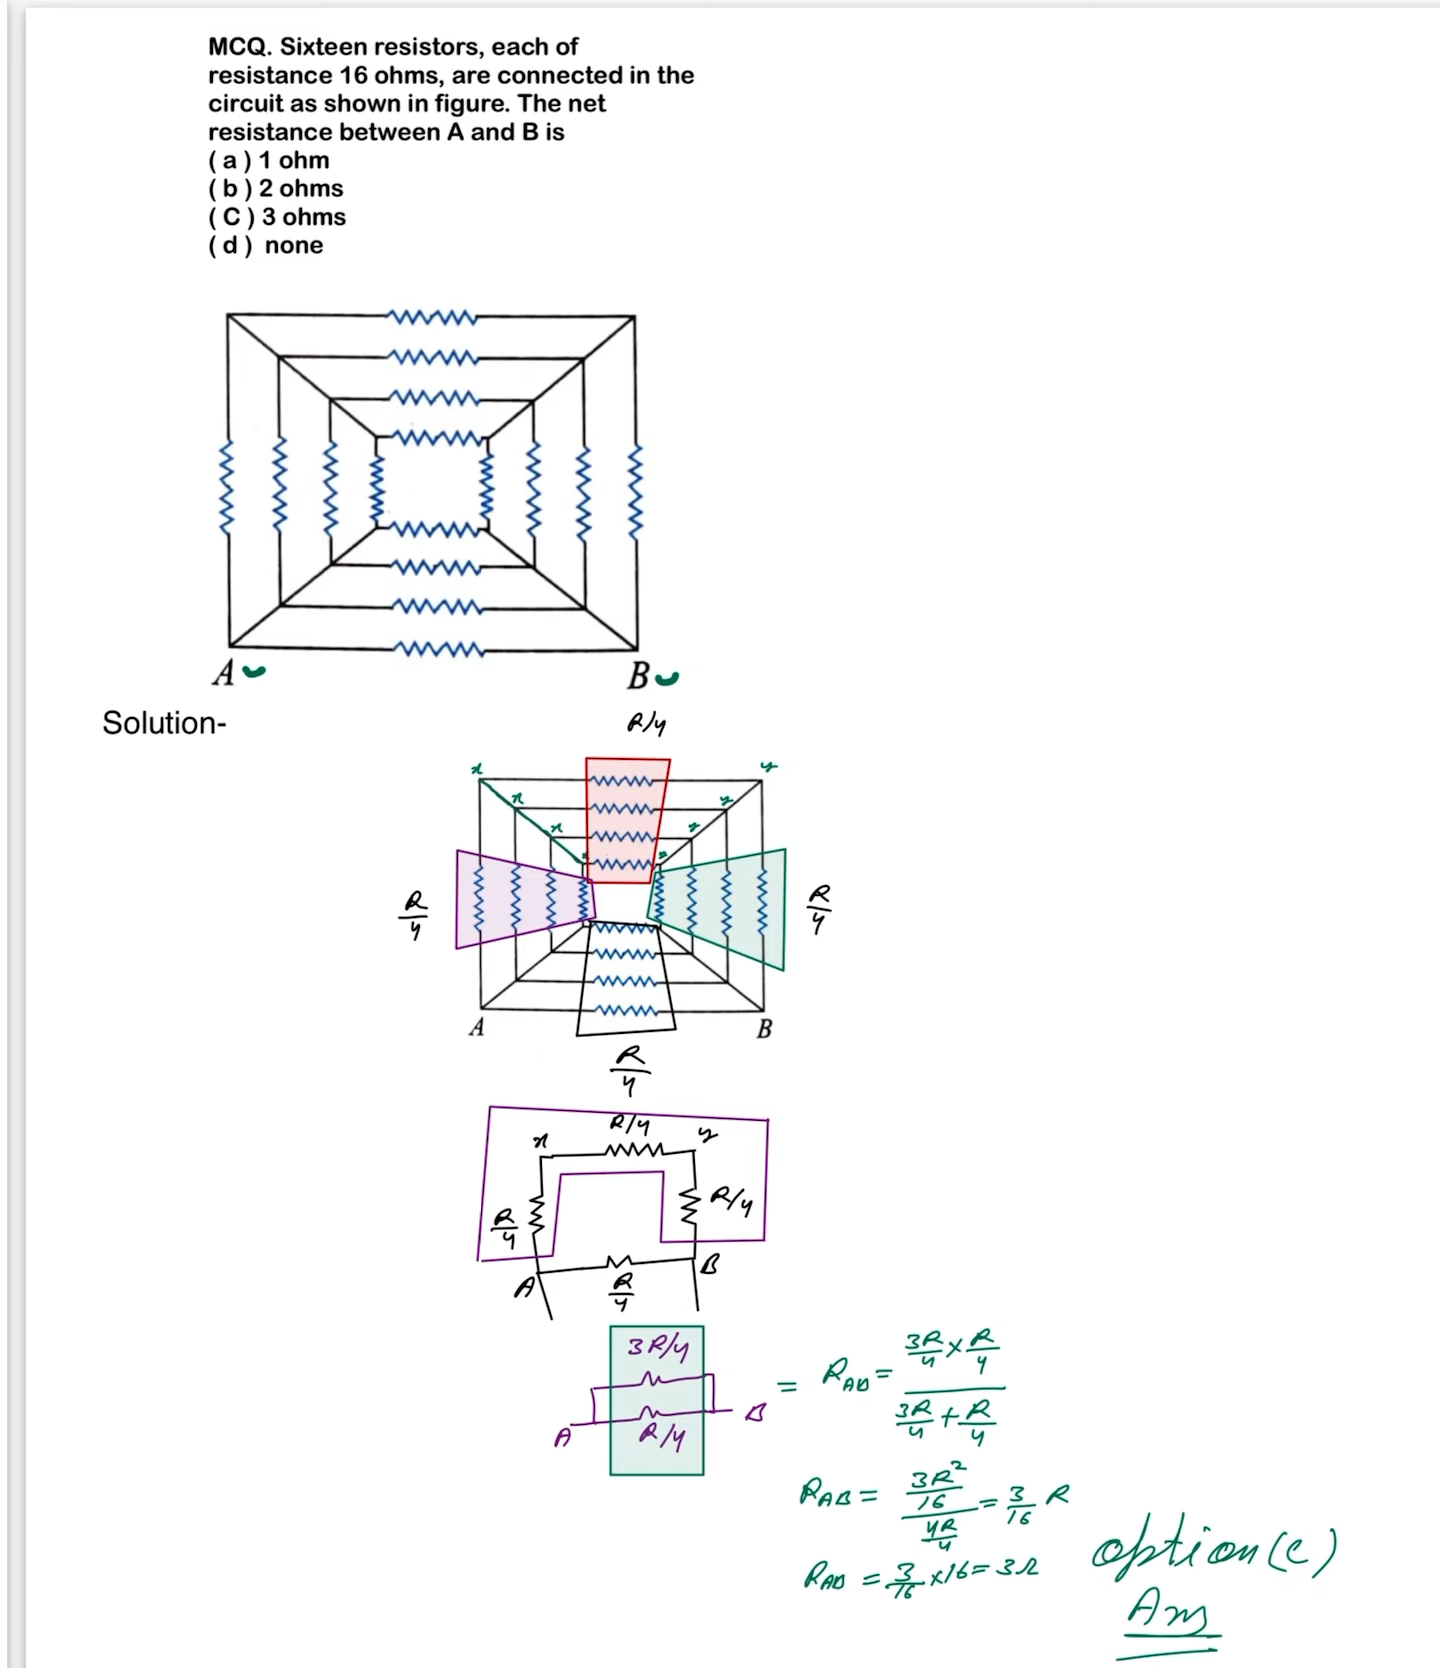 MCQ. Sixteen resistors, each of
resistance 16 ohms, are connected in the
circuit as shown in figure. The net
resistance between A and B is
( a ) 1 ohm
( b ) 2 ohms
( C ) 3 ohms
( d )  none
A
B
Solution-
R/4
x
y
x
y
x
y
x
y
R/4
R/4
A
B
R/4
R/4
x
y
R/4
R/4
A
R/4
B
3R/4
A
R/4
B
= R_AB = (3R/4 × R/4) / (3R/4 + R/4)
R_AB = (3R²/16) / (4R/4) = 3/16 R
R_AB = 3/16 ×16 = 3Ω
option (c)
Ans